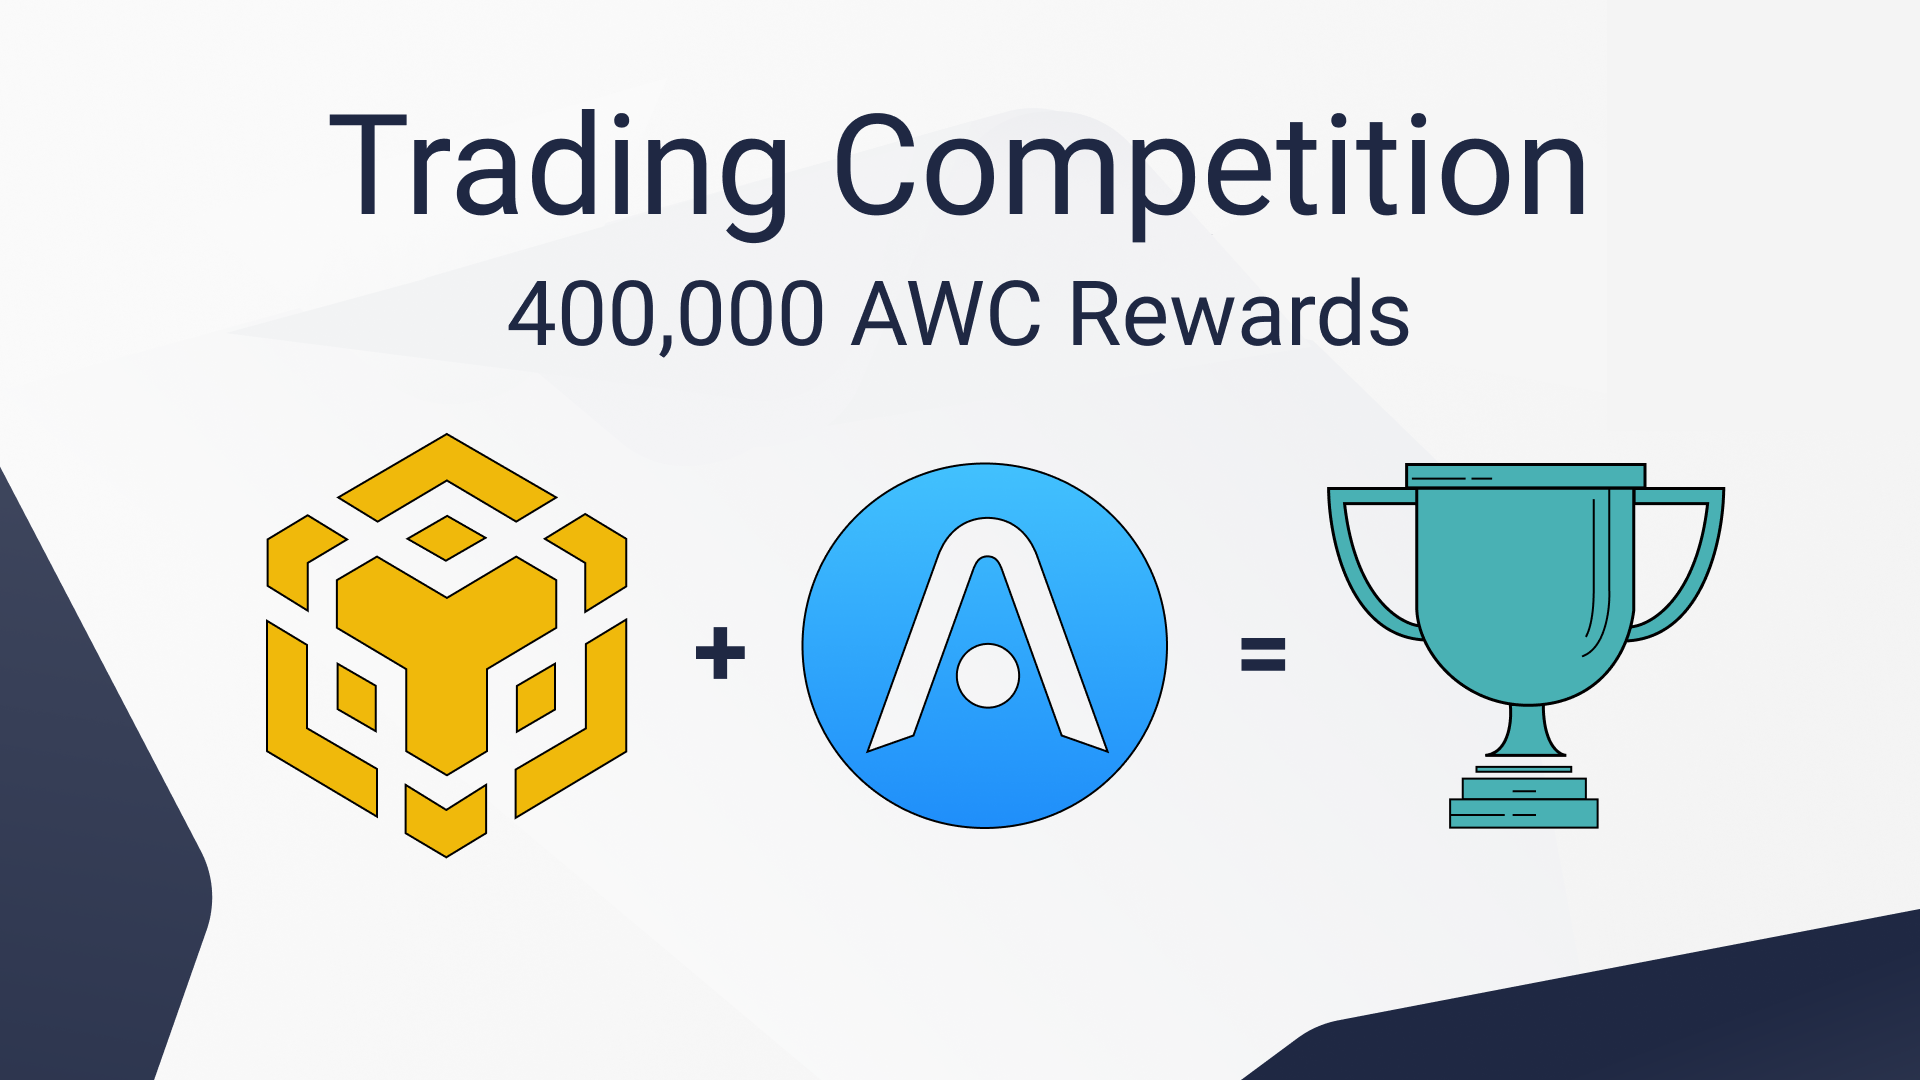 Trading Competition
400,000 AWC Rewards
+ =